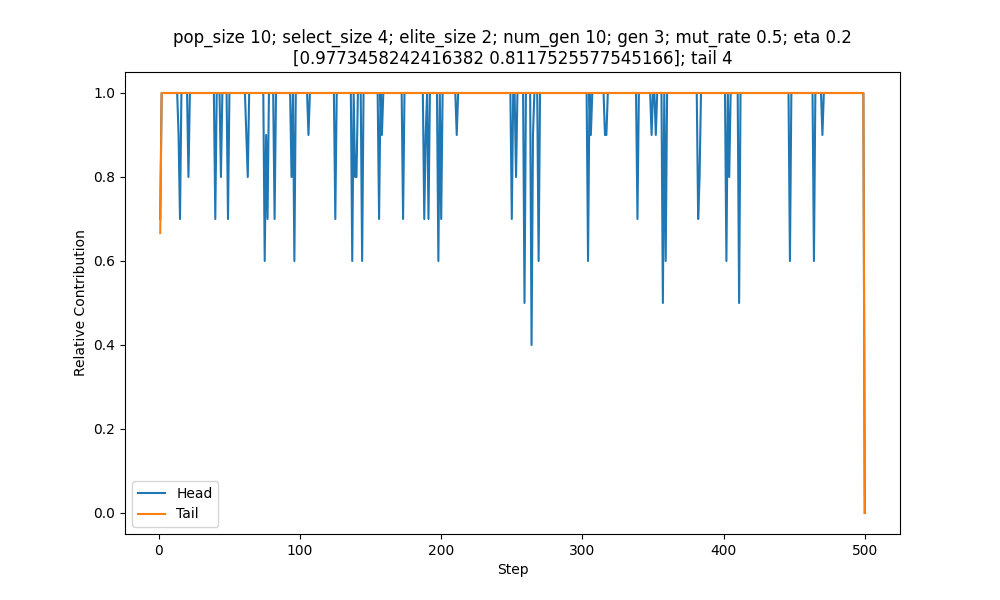 pop_size 10; select_size 4; elite_size 2; num_gen 10; gen 3; mut_rate 0.5; eta 0.2
[0.9773458242416382 0.8117525577545166]; tail 4
Relative Contribution
1.0
0.8
0.6
0.4
0.2
0.0
Head
Tail
0
100
200
300
400
500
Step